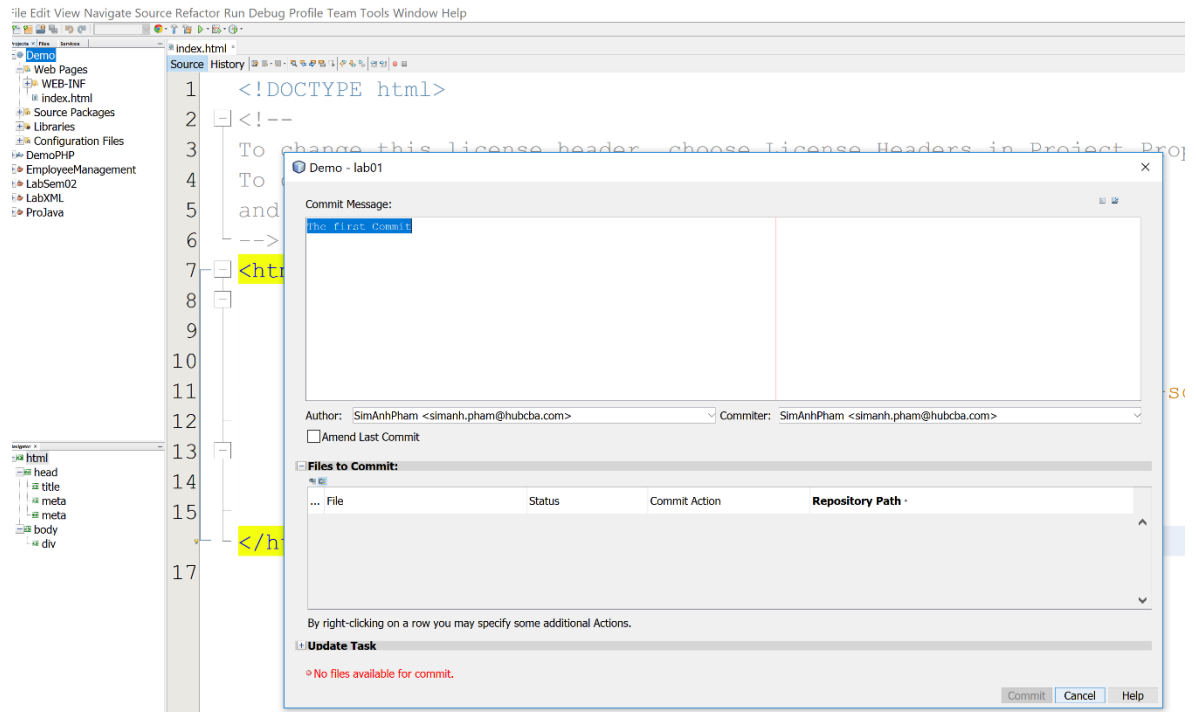 File Edit View Navigate Source Refactor Run Debug Profile Team Tools Window Help
Projects × Files Services
index.html ×
Demo
Source History
Web Pages
WEB-INF
index.html
Source Packages
Libraries
Configuration Files
DemoPHP
EmployeeManagement
LabSem02
LabXML
ProJava
1 <!DOCTYPE html>
2 <!--
3 To change this license header, choose License Headers in Project Prop
4 To
5 and
6 -->
7 <htm
8
9
10
11
12
13
14
15
</h
17
Demo - lab01
Commit Message:
The first Commit
Author: SimAnhPham <simanh.pham@hubcba.com> Commiter: SimAnhPham <simanh.pham@hubcba.com>
Amend Last Commit
Files to Commit:
... File Status Commit Action Repository Path
By right-clicking on a row you may specify some additional Actions.
Update Task
No files available for commit.
Commit Cancel Help
Navigator ×
html
head
title
meta
meta
body
div